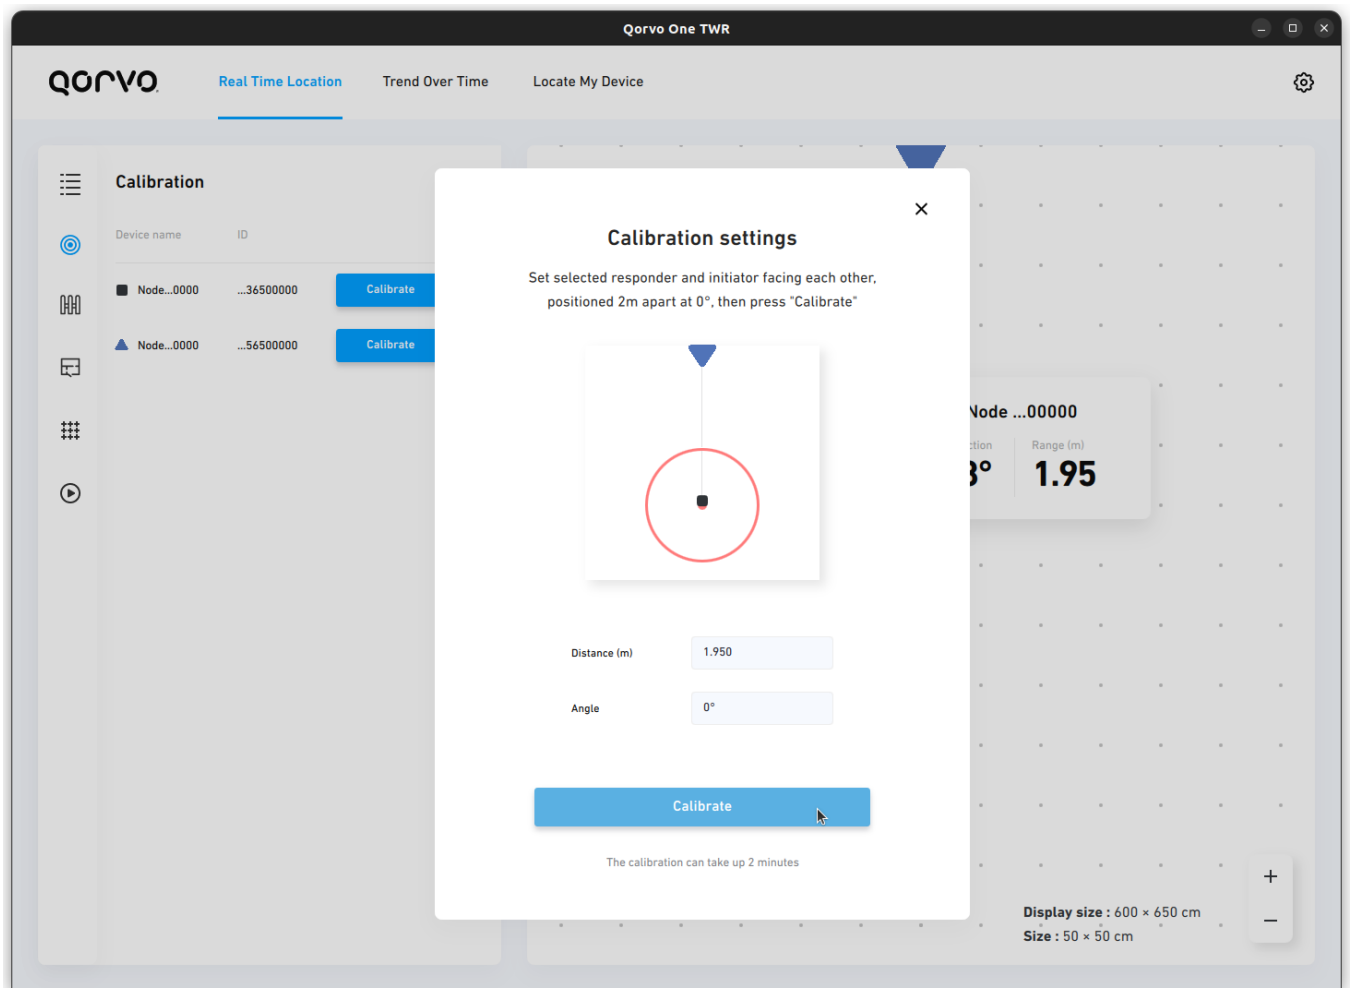 Qorvo One TWR
QORVO
Real Time Location
Trend Over Time
Locate My Device
Calibration
Device name
ID
Node...0000
...36500000
Calibrate
Node...0000
...56500000
Calibrate
Calibration settings
Set selected responder and initiator facing each other,
positioned 2m apart at 0°, then press "Calibrate"
Distance (m)
1.950
Angle
0°
Calibrate
The calibration can take up 2 minutes
Node ...00000
Range (m)
1.95
Display size : 600 × 650 cm
Size : 50 × 50 cm